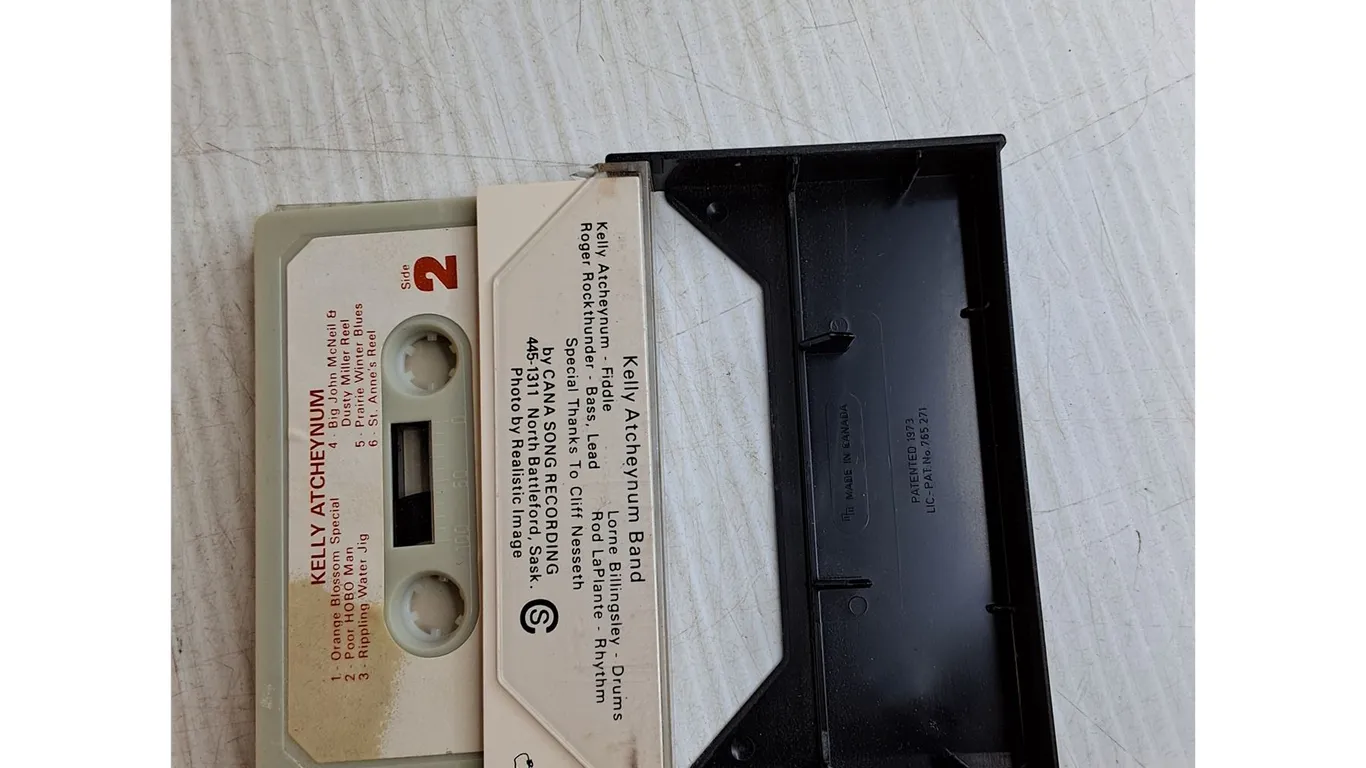 KELLY ATCHEYNUM
1 - Orange Blossom Special
2 - Poor HOBO Man
3 - Rippling Water Jig
4 - Big John McNeil &
Dusty Miller Reel
5 - Prairie Winter Blues
6 - St. Anne's Reel
Side
2
100 50 0
Kelly Atcheynum Band
Kelly Atcheynum - Fiddle
Lorne Billingsley - Drums
Roger Rockthunder - Bass, Lead
Rod LaPlante - Rhythm
Special Thanks To Cliff Nesseth
by CANA SONG RECORDING
445-1311 North Battleford, Sask.
Photo by Realistic Image
MADE IN CANADA
PATENTED 1973
LIC-PAT. No. 765.271